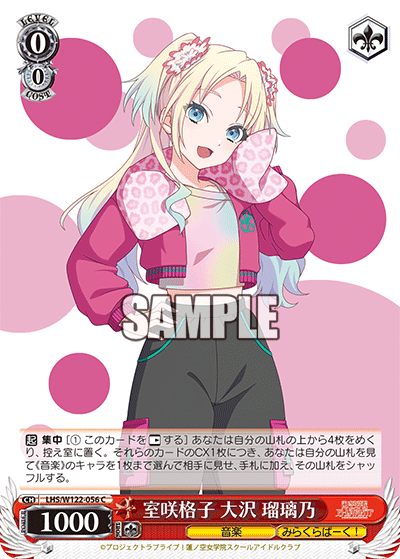 LEVEL
0
0
COST
SAMPLE
起 集中 [① このカードを する] あなたは自分の山札の上から4枚をめく
り、控え室に置く。それらのカードのCX1枚につき、あなたは自分の山札を見
て《音楽》のキャラを1枚まで選んで相手に見せ、手札に加え、その山札をシャッ
フルする。
CH LHS/W122-056 C
1000
室咲格子 大沢 瑠璃乃
音楽
みらくらぱーく!
©プロジェクトラブライブ!蓮ノ空女学院スクールアイドルクラブ